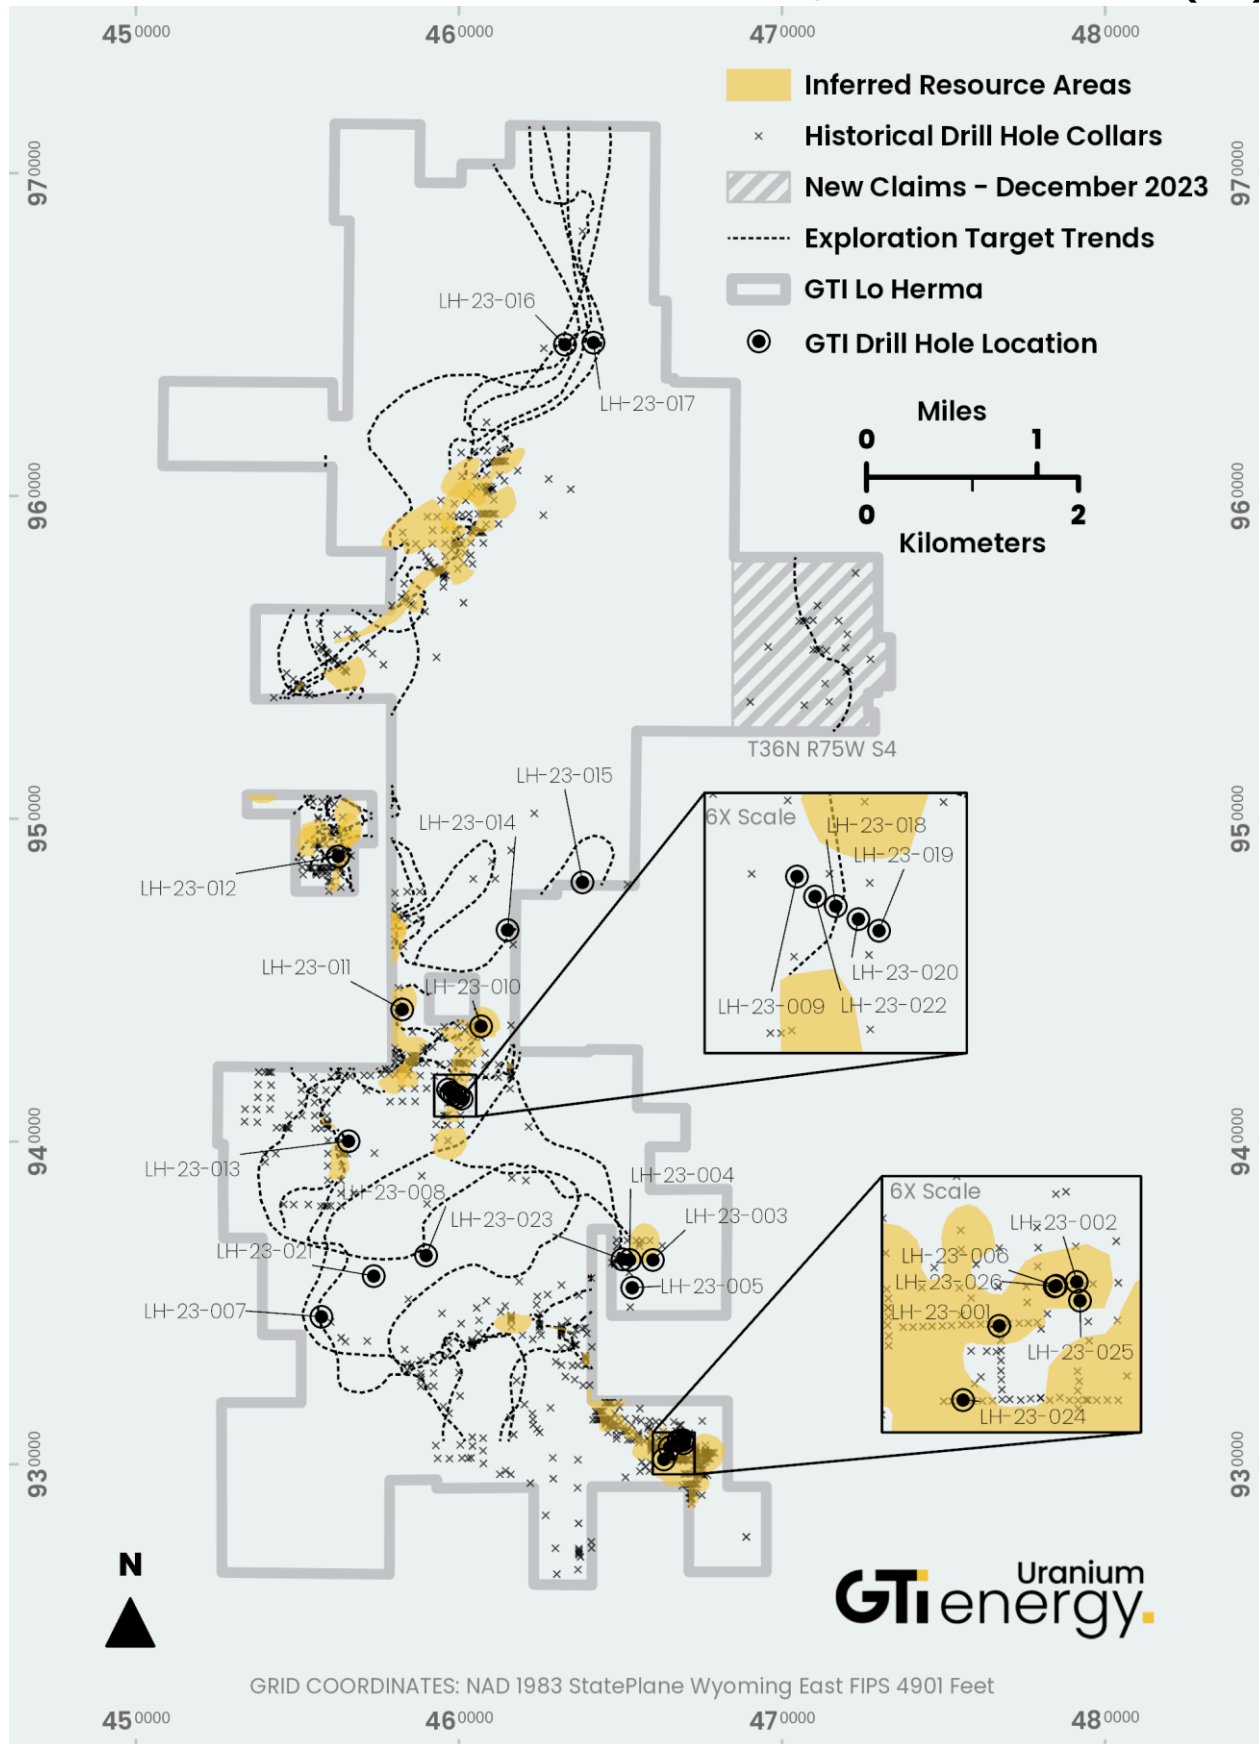 45⁰⁰⁰⁰ 46⁰⁰⁰⁰ 47⁰⁰⁰⁰ 48⁰⁰⁰⁰
Inferred Resource Areas
Historical Drill Hole Collars
97⁰⁰⁰⁰ 97⁰⁰⁰⁰
New Claims - December 2023
Exploration Target Trends
GTI Lo Herma
LH-23-016
GTI Drill Hole Location
LH-23-017
Miles
0 1
96⁰⁰⁰⁰ 96⁰⁰⁰⁰
0 2
Kilometers
T36N R75W S4
LH-23-015
LH-23-014
95⁰⁰⁰⁰ 95⁰⁰⁰⁰
6X Scale
LH-23-018
LH-23-019
LH-23-012
LH-23-011
LH-23-020
LH-23-010
LH-23-009
LH-23-022
94⁰⁰⁰⁰ 94⁰⁰⁰⁰
LH-23-013
LH-23-004
LH-23-008
6X Scale
LH-23-003
LH-23-023
LH-23-002
LH-23-021
LH-23-006
LH-23-026
LH-23-005
LH-23-007
LH-23-001
LH-23-025
LH-23-024
93⁰⁰⁰⁰ 93⁰⁰⁰⁰
N
Uranium
GTi energy.
GRID COORDINATES: NAD 1983 StatePlane Wyoming East FIPS 4901 Feet
45⁰⁰⁰⁰ 46⁰⁰⁰⁰ 47⁰⁰⁰⁰ 48⁰⁰⁰⁰